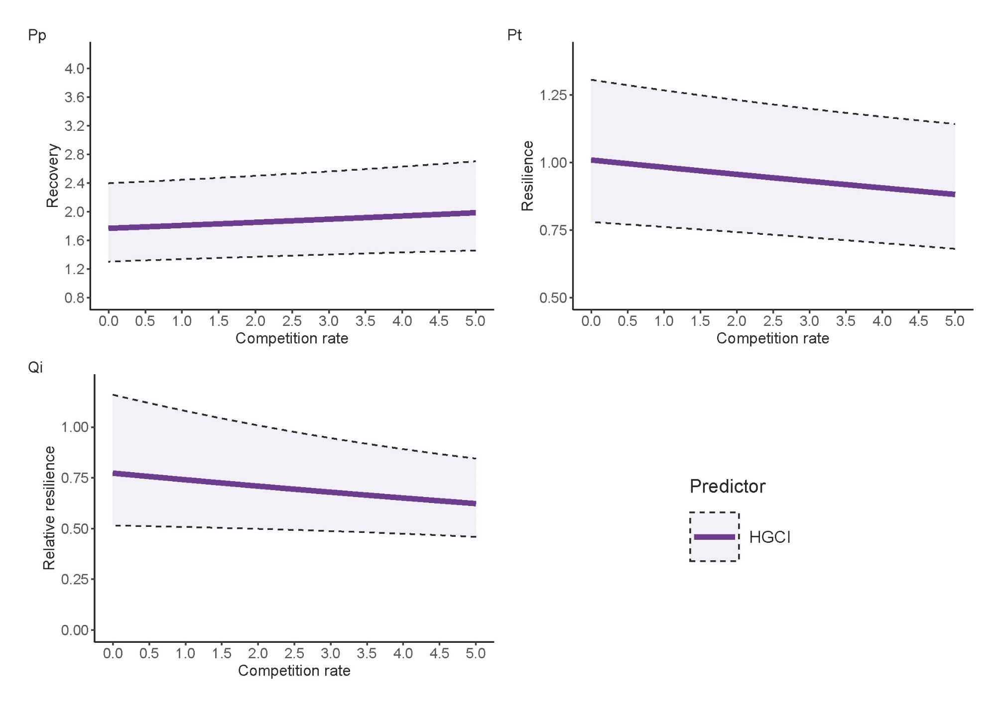 Pp
Recovery
4.0
3.6
3.2
2.8
2.4
2.0
1.6
1.2
0.8
0.0 0.5 1.0 1.5 2.0 2.5 3.0 3.5 4.0 4.5 5.0
Competition rate
Pt
Resilience
1.25
1.00
0.75
0.50
0.0 0.5 1.0 1.5 2.0 2.5 3.0 3.5 4.0 4.5 5.0
Competition rate
Qi
Relative resilience
1.00
0.75
0.50
0.25
0.00
0.0 0.5 1.0 1.5 2.0 2.5 3.0 3.5 4.0 4.5 5.0
Competition rate
Predictor
HGCI